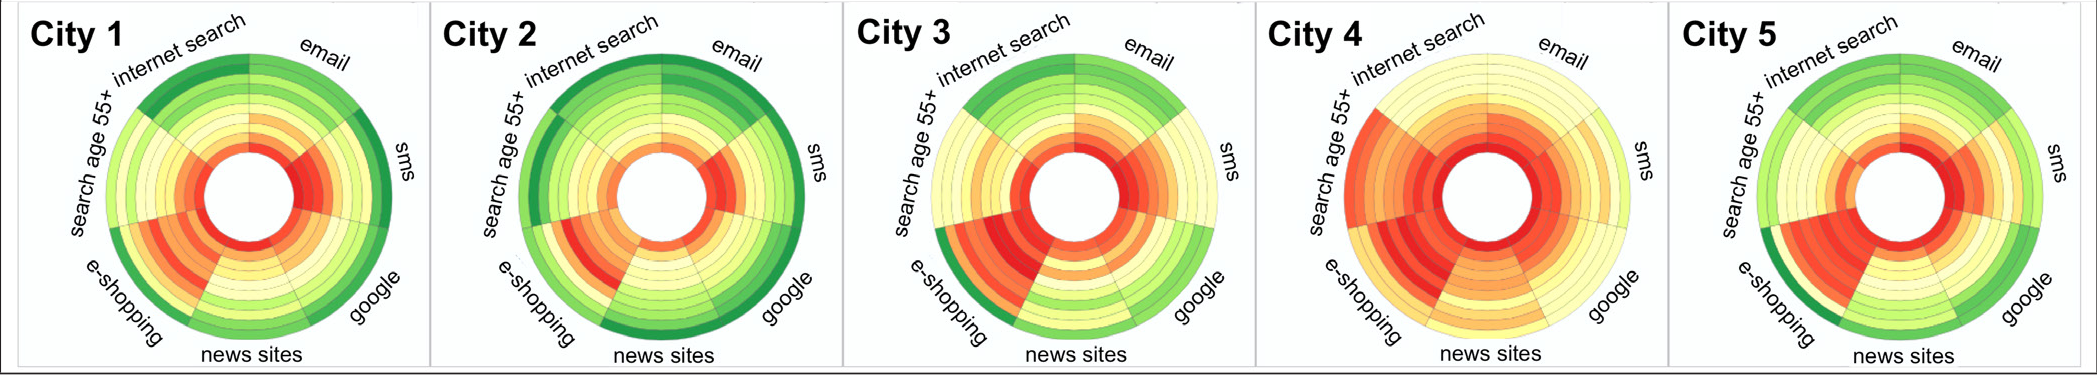 City 1
internet search
email
sms
google
news sites
e-shopping
search age 55+
City 2
internet search
email
sms
google
news sites
e-shopping
search age 55+
City 3
internet search
email
sms
google
news sites
e-shopping
search age 55+
City 4
internet search
email
sms
google
news sites
e-shopping
search age 55+
City 5
internet search
email
sms
google
news sites
e-shopping
search age 55+